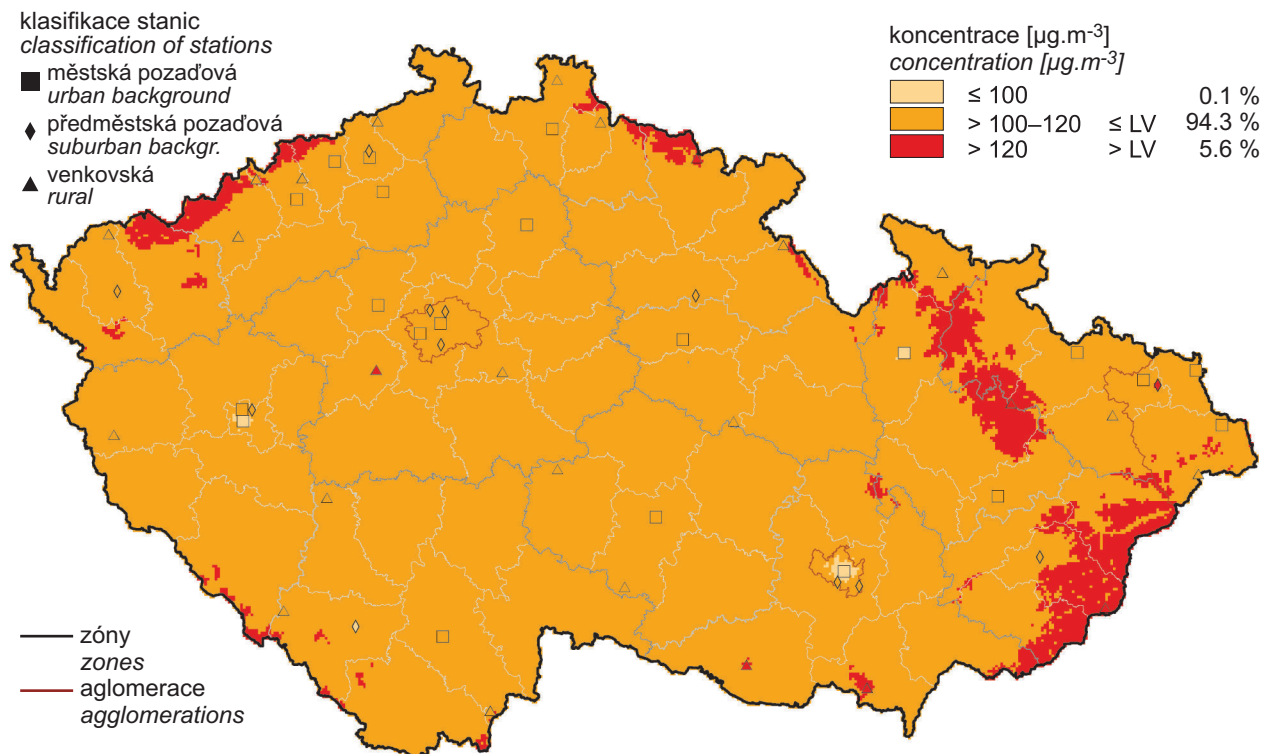 klasifikace stanic
classification of stations
městská pozaďová
urban background
předměstská pozaďová
suburban backgr.
venkovská
rural
koncentrace [µg.m-3]
concentration [µg.m-3]
≤ 100 0.1 %
> 100–120 ≤ LV 94.3 %
> 120 > LV 5.6 %
zóny
zones
aglomerace
agglomerations